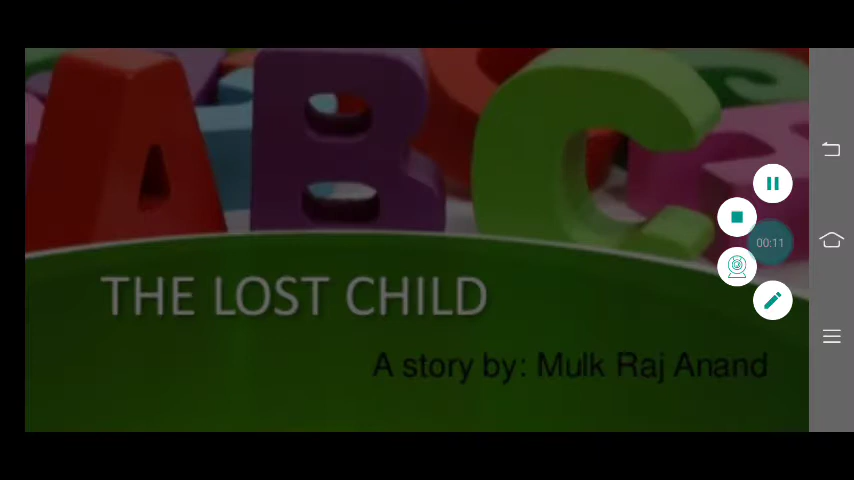 A B C
THE LOST CHILD
A story by: Mulk Raj Anand
00:11